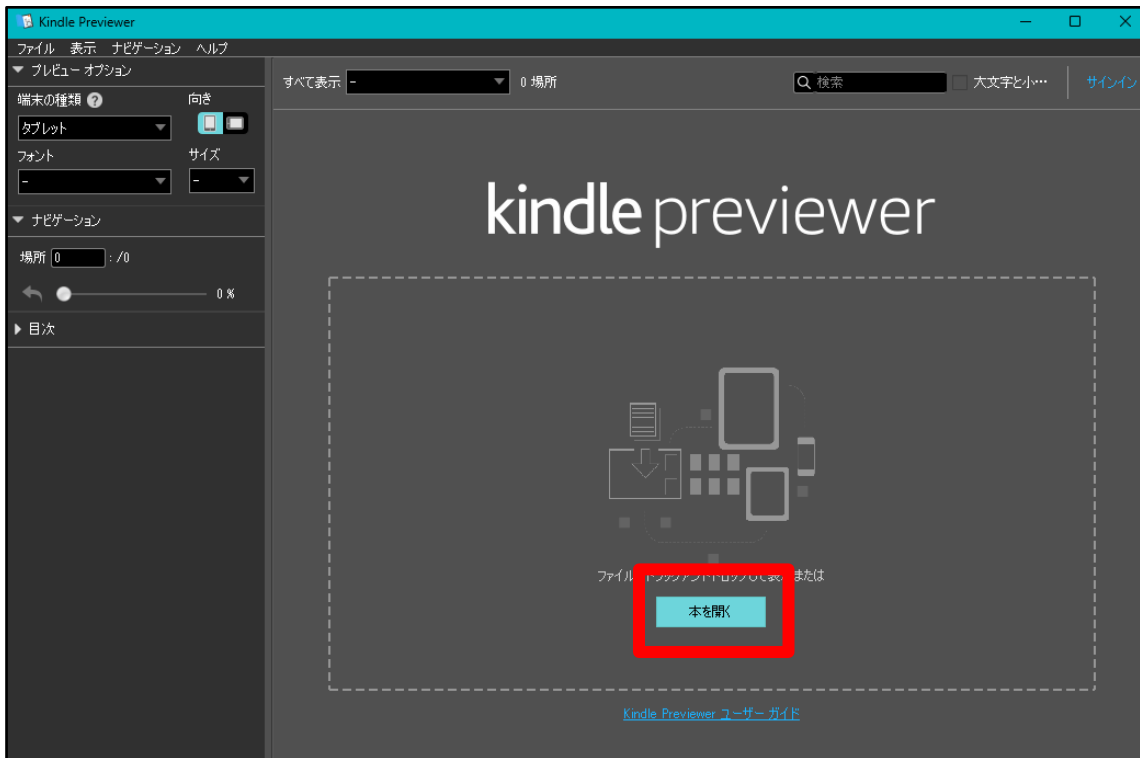 Kindle Previewer
ファイル 表示 ナビゲーション ヘルプ
プレビュー オプション
端末の種類 ? 向き
タブレット
フォント サイズ
- -
ナビゲーション
場所 0 : /0
0 %
目次
すべて表示 - 0 場所 検索 大文字と小… サインイン
kindle previewer
ファイル または
本を開く
Kindle Previewer ユーザー ガイド